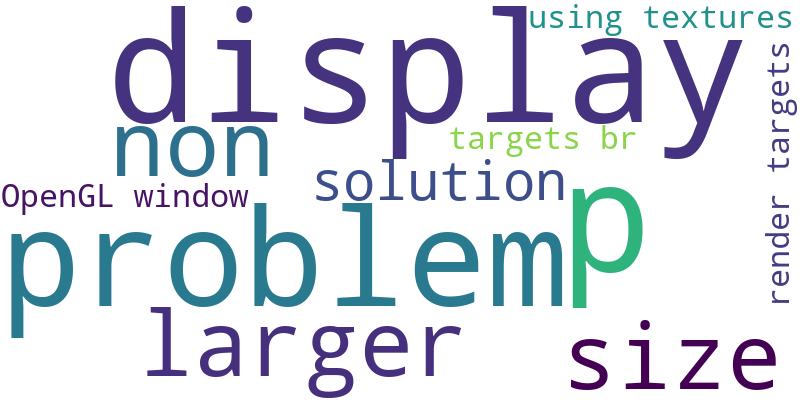 using textures
display
non
targets br
render targets
solution
OpenGL window
p
problem
larger
size